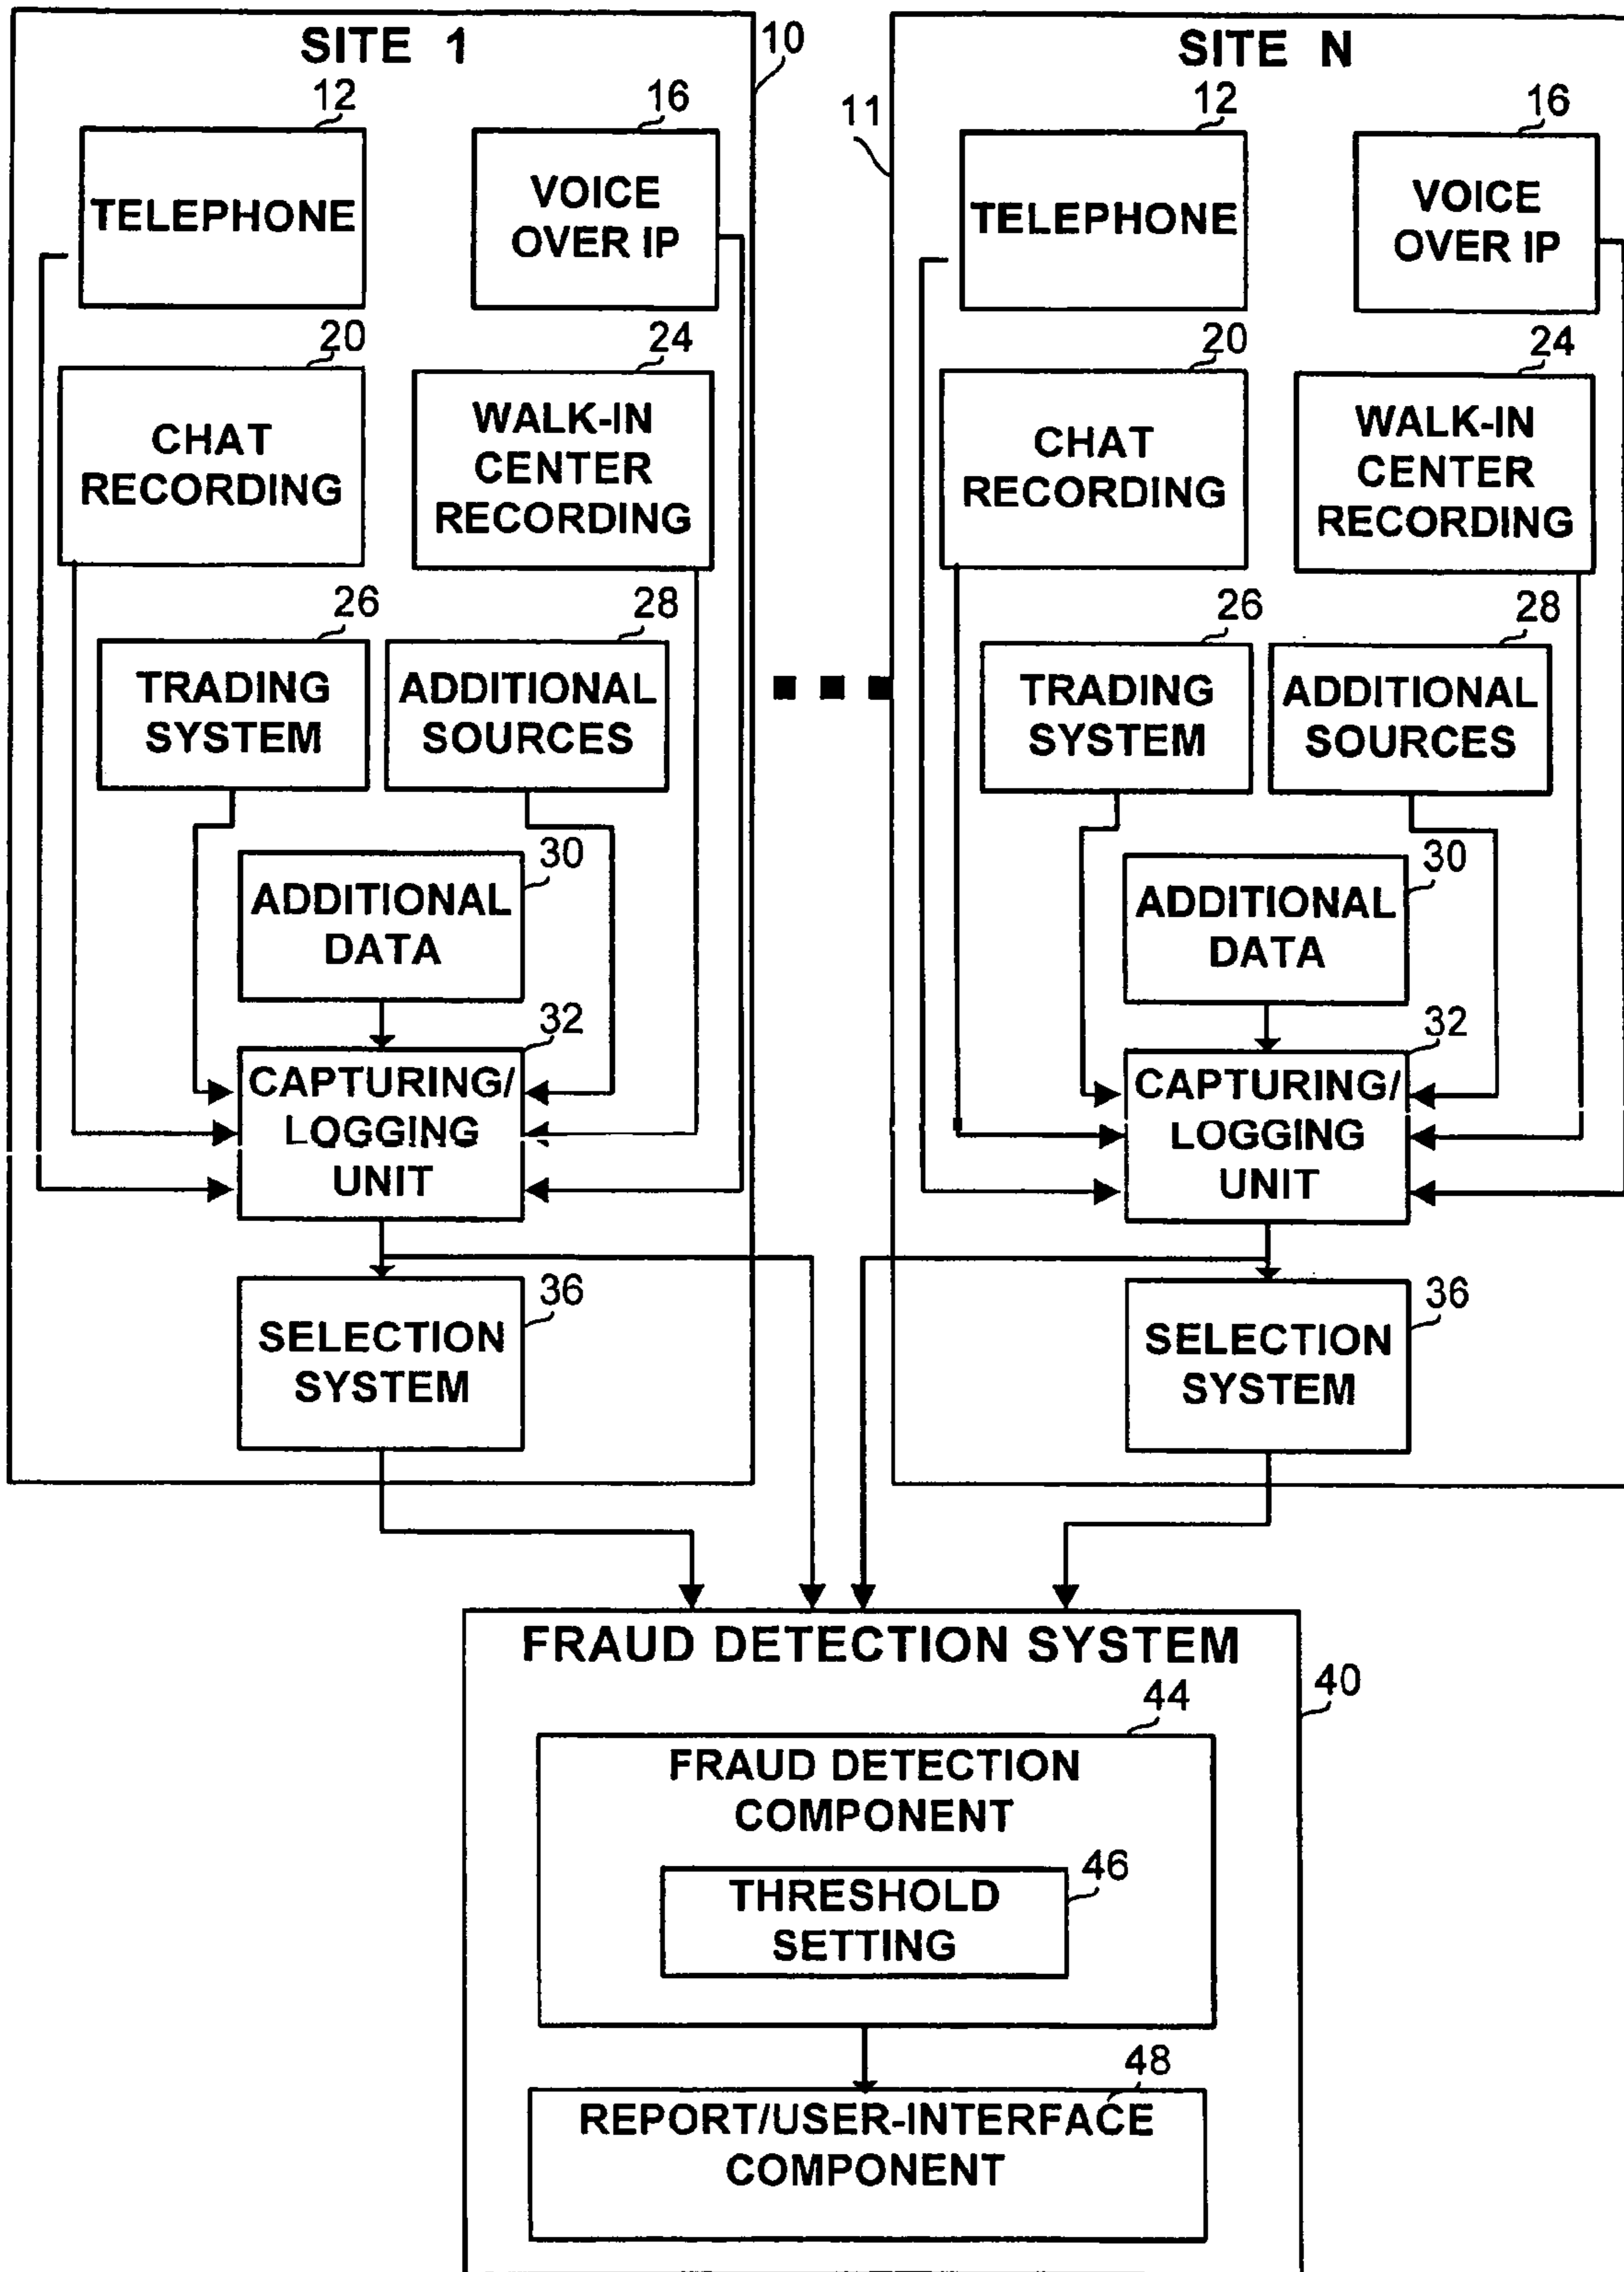 SITE 1
10
12
16
TELEPHONE
VOICE
OVER IP
20
24
CHAT
RECORDING
WALK-IN
CENTER
RECORDING
26
28
TRADING
SYSTEM
ADDITIONAL
SOURCES
30
ADDITIONAL
DATA
32
CAPTURING/
LOGGING
UNIT
36
SELECTION
SYSTEM
SITE N
11
12
16
TELEPHONE
VOICE
OVER IP
20
24
CHAT
RECORDING
WALK-IN
CENTER
RECORDING
26
28
TRADING
SYSTEM
ADDITIONAL
SOURCES
30
ADDITIONAL
DATA
32
CAPTURING/
LOGGING
UNIT
36
SELECTION
SYSTEM
FRAUD DETECTION SYSTEM
40
44
FRAUD DETECTION
COMPONENT
46
THRESHOLD
SETTING
48
REPORT/USER-INTERFACE
COMPONENT